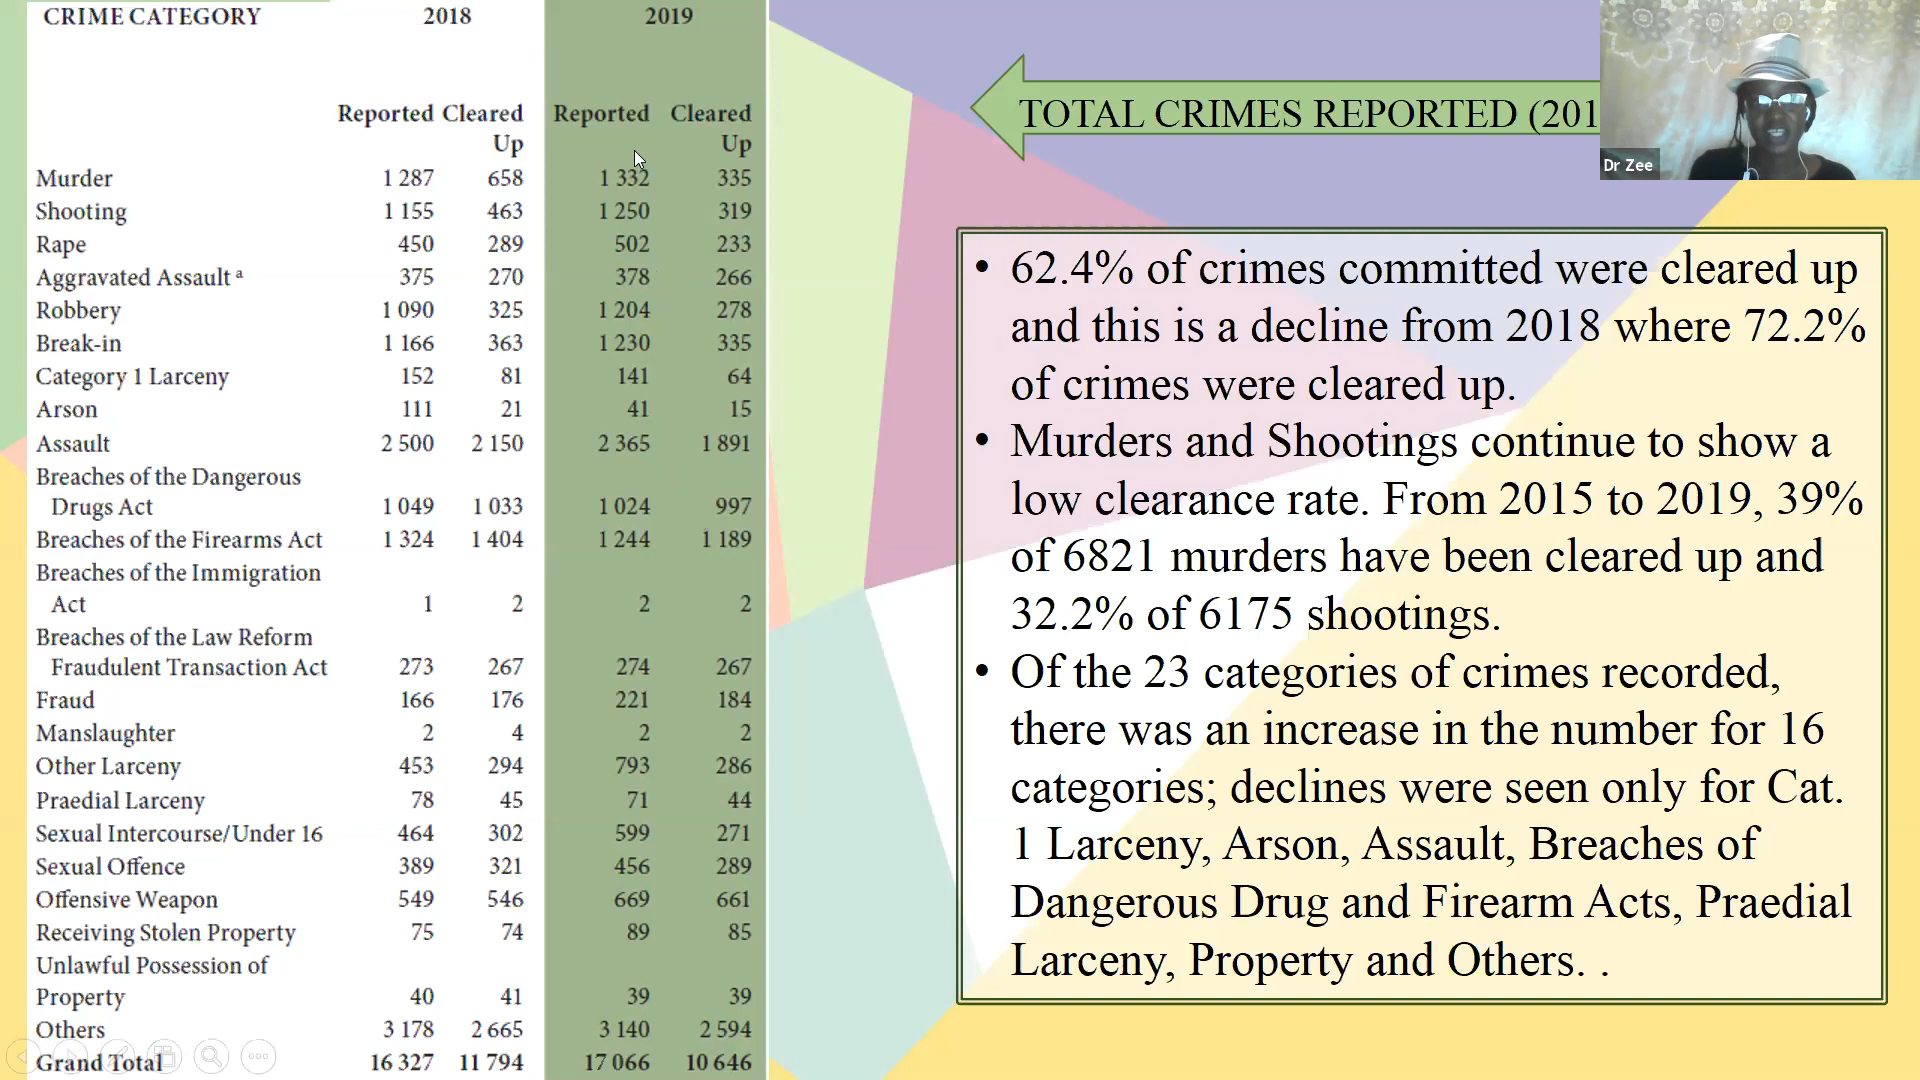 CRIME CATEGORY 2018 2019
Reported Cleared Up Reported Cleared Up
Murder 1 287 658 1 332 335
Shooting 1 155 463 1 250 319
Rape 450 289 502 233
Aggravated Assault a 375 270 378 266
Robbery 1 090 325 1 204 278
Break-in 1 166 363 1 230 335
Category 1 Larceny 152 81 141 64
Arson 111 21 41 15
Assault 2 500 2 150 2 365 1 891
Breaches of the Dangerous
Drugs Act 1 049 1 033 1 024 997
Breaches of the Firearms Act 1 324 1 404 1 244 1 189
Breaches of the Immigration
Act 1 2 2 2
Breaches of the Law Reform
Fraudulent Transaction Act 273 267 274 267
Fraud 166 176 221 184
Manslaughter 2 4 2 2
Other Larceny 453 294 793 286
Praedial Larceny 78 45 71 44
Sexual Intercourse/Under 16 464 302 599 271
Sexual Offence 389 321 456 289
Offensive Weapon 549 546 669 661
Receiving Stolen Property 75 74 89 85
Unlawful Possession of
Property 40 41 39 39
Others 3 178 2 665 3 140 2 594
Grand Total 16 327 11 794 17 066 10 646
TOTAL CRIMES REPORTED (201
Dr Zee
• 62.4% of crimes committed were cleared up
and this is a decline from 2018 where 72.2%
of crimes were cleared up.
• Murders and Shootings continue to show a
low clearance rate. From 2015 to 2019, 39%
of 6821 murders have been cleared up and
32.2% of 6175 shootings.
• Of the 23 categories of crimes recorded,
there was an increase in the number for 16
categories; declines were seen only for Cat.
1 Larceny, Arson, Assault, Breaches of
Dangerous Drug and Firearm Acts, Praedial
Larceny, Property and Others. .